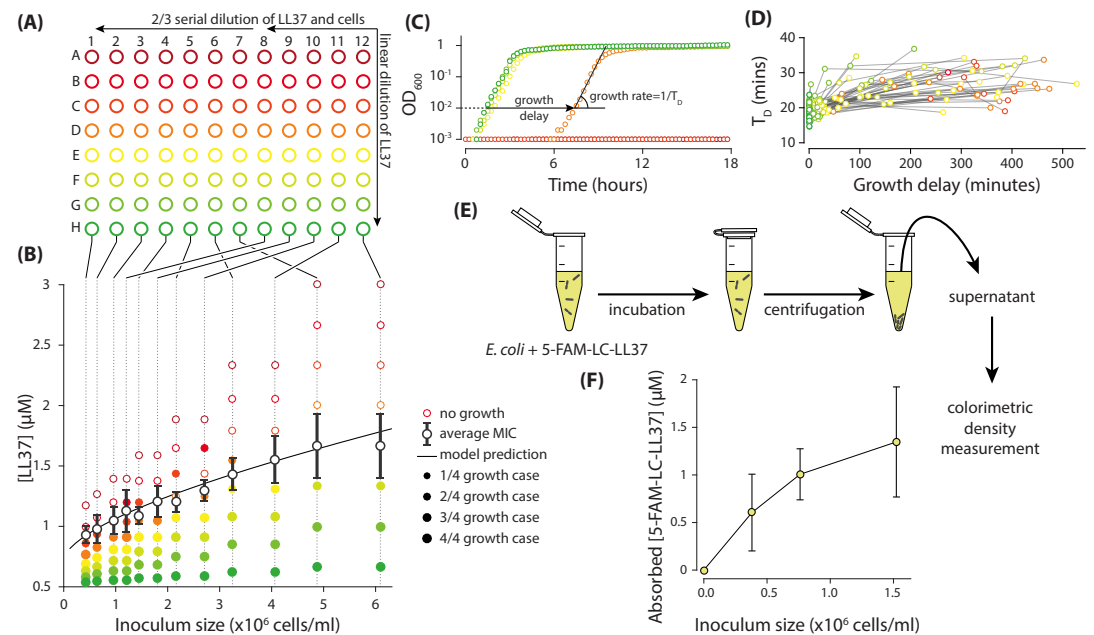 (A)
2/3 serial dilution of LL37 and cells
1 2 3 4 5 6 7 8 9 10 11 12
A
B
C
D
E
F
G
H
linear dilution of LL37
(B)
[LL37] (μM)
3
2.5
2
1.5
1
0.5
0 1 2 3 4 5 6
Inoculum size (x10⁶ cells/ml)
no growth
average MIC
model prediction
1/4 growth case
2/4 growth case
3/4 growth case
4/4 growth case
(C)
OD₆₀₀
1
10⁻¹
10⁻²
10⁻³
growth
delay
growth rate=1/T_D
0 6 12 18
Time (hours)
(D)
T_D (mins)
40
30
20
10
0 100 200 300 400 500
Growth delay (minutes)
(E)
incubation
centrifugation
supernatant
E. coli + 5-FAM-LC-LL37
colorimetric
density
measurement
(F)
Absorbed [5-FAM-LC-LL37] (μM)
2
1
0.5
0
0.0 0.5 1.0 1.5
Inoculum size (x10⁶ cells/ml)